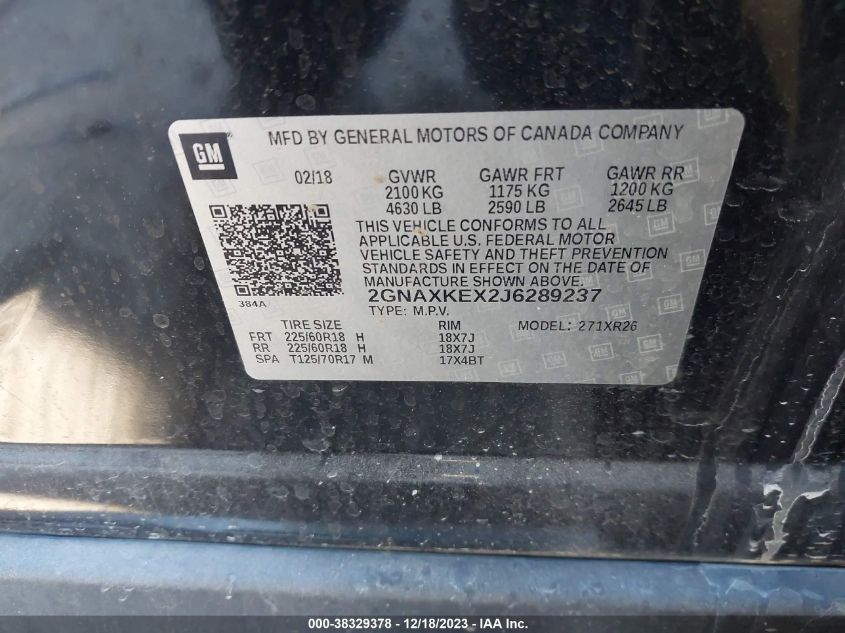 GM
MFD BY GENERAL MOTORS OF CANADA COMPANY
02/18 GVWR GAWR FRT GAWR RR
2100 KG 1175 KG 1200 KG
4630 LB 2590 LB 2645 LB
THIS VEHICLE CONFORMS TO ALL
APPLICABLE U.S. FEDERAL MOTOR
VEHICLE SAFETY AND THEFT PREVENTION
STANDARDS IN EFFECT ON THE DATE OF
MANUFACTURE SHOWN ABOVE.
384A
2GNAXKEX2J6289237
TYPE: M.P.V.
TIRE SIZE RIM MODEL: 271XR26
FRT 225/60R18 H 18X7J
RR 225/60R18 H 18X7J
SPA T125/70R17 M 17X4BT
000-38329378 - 12/18/2023 - IAA Inc.